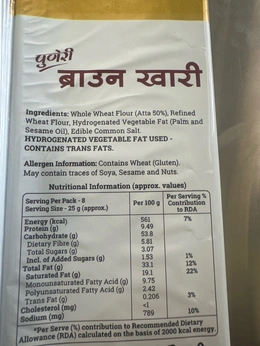 पुणेरी
ब्राउन खारी
Ingredients: Whole Wheat Flour (Atta 50%), Refined
Wheat Flour, Hydrogenated Vegetable Fat (Palm and
Sesame Oil), Edible Common Salt.
HYDROGENATED VEGETABLE FAT USED -
CONTAINS TRANS FATS.
Allergen Information: Contains Wheat (Gluten).
May contain traces of Soya, Sesame and Nuts.
Nutritional Information (approx. values)
Serving Per Pack - 8
Serving Size - 25 g (approx.) Per 100 g Per Serving % Contribution to RDA
Energy (kcal) 561 7%
Protein (g) 9.49
Carbohydrate (g) 53.8
Dietary Fibre (g) 5.81
Total Sugars (g) 3.07
Incl. of Added Sugars (g) 1.53 1%
Total Fat (g) 33.1 12%
Saturated Fat (g) 19.1 22%
Monounsaturated Fatty Acids (g) 9.75
Polyunsaturated Fatty Acids (g) 2.42
Trans Fat (g) 0.206 3%
Cholesterol (mg) <1
Sodium (mg) 789 10%
*Per Serve (%) contribution to Recommended Dietary
Allowance (RDA) calculated on the basis of 2000 kcal energy.